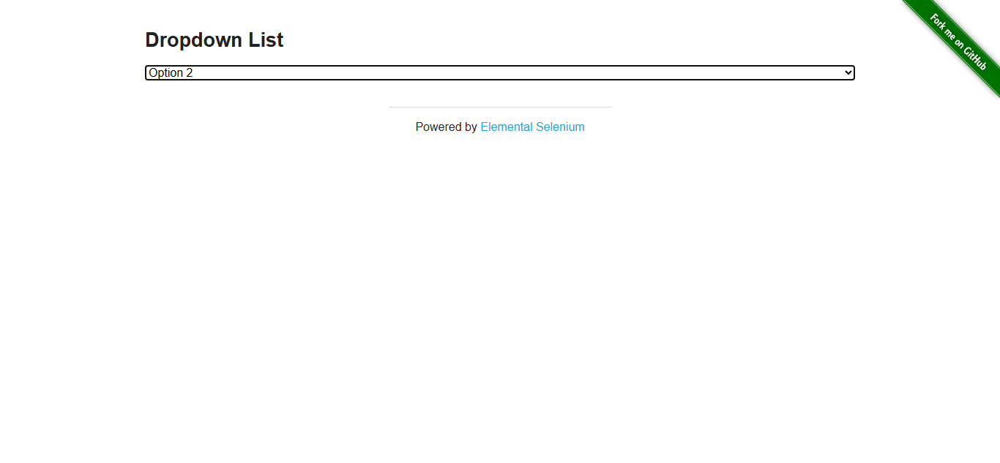 Dropdown List
Option 2
Powered by Elemental Selenium
Fork me on GitHub